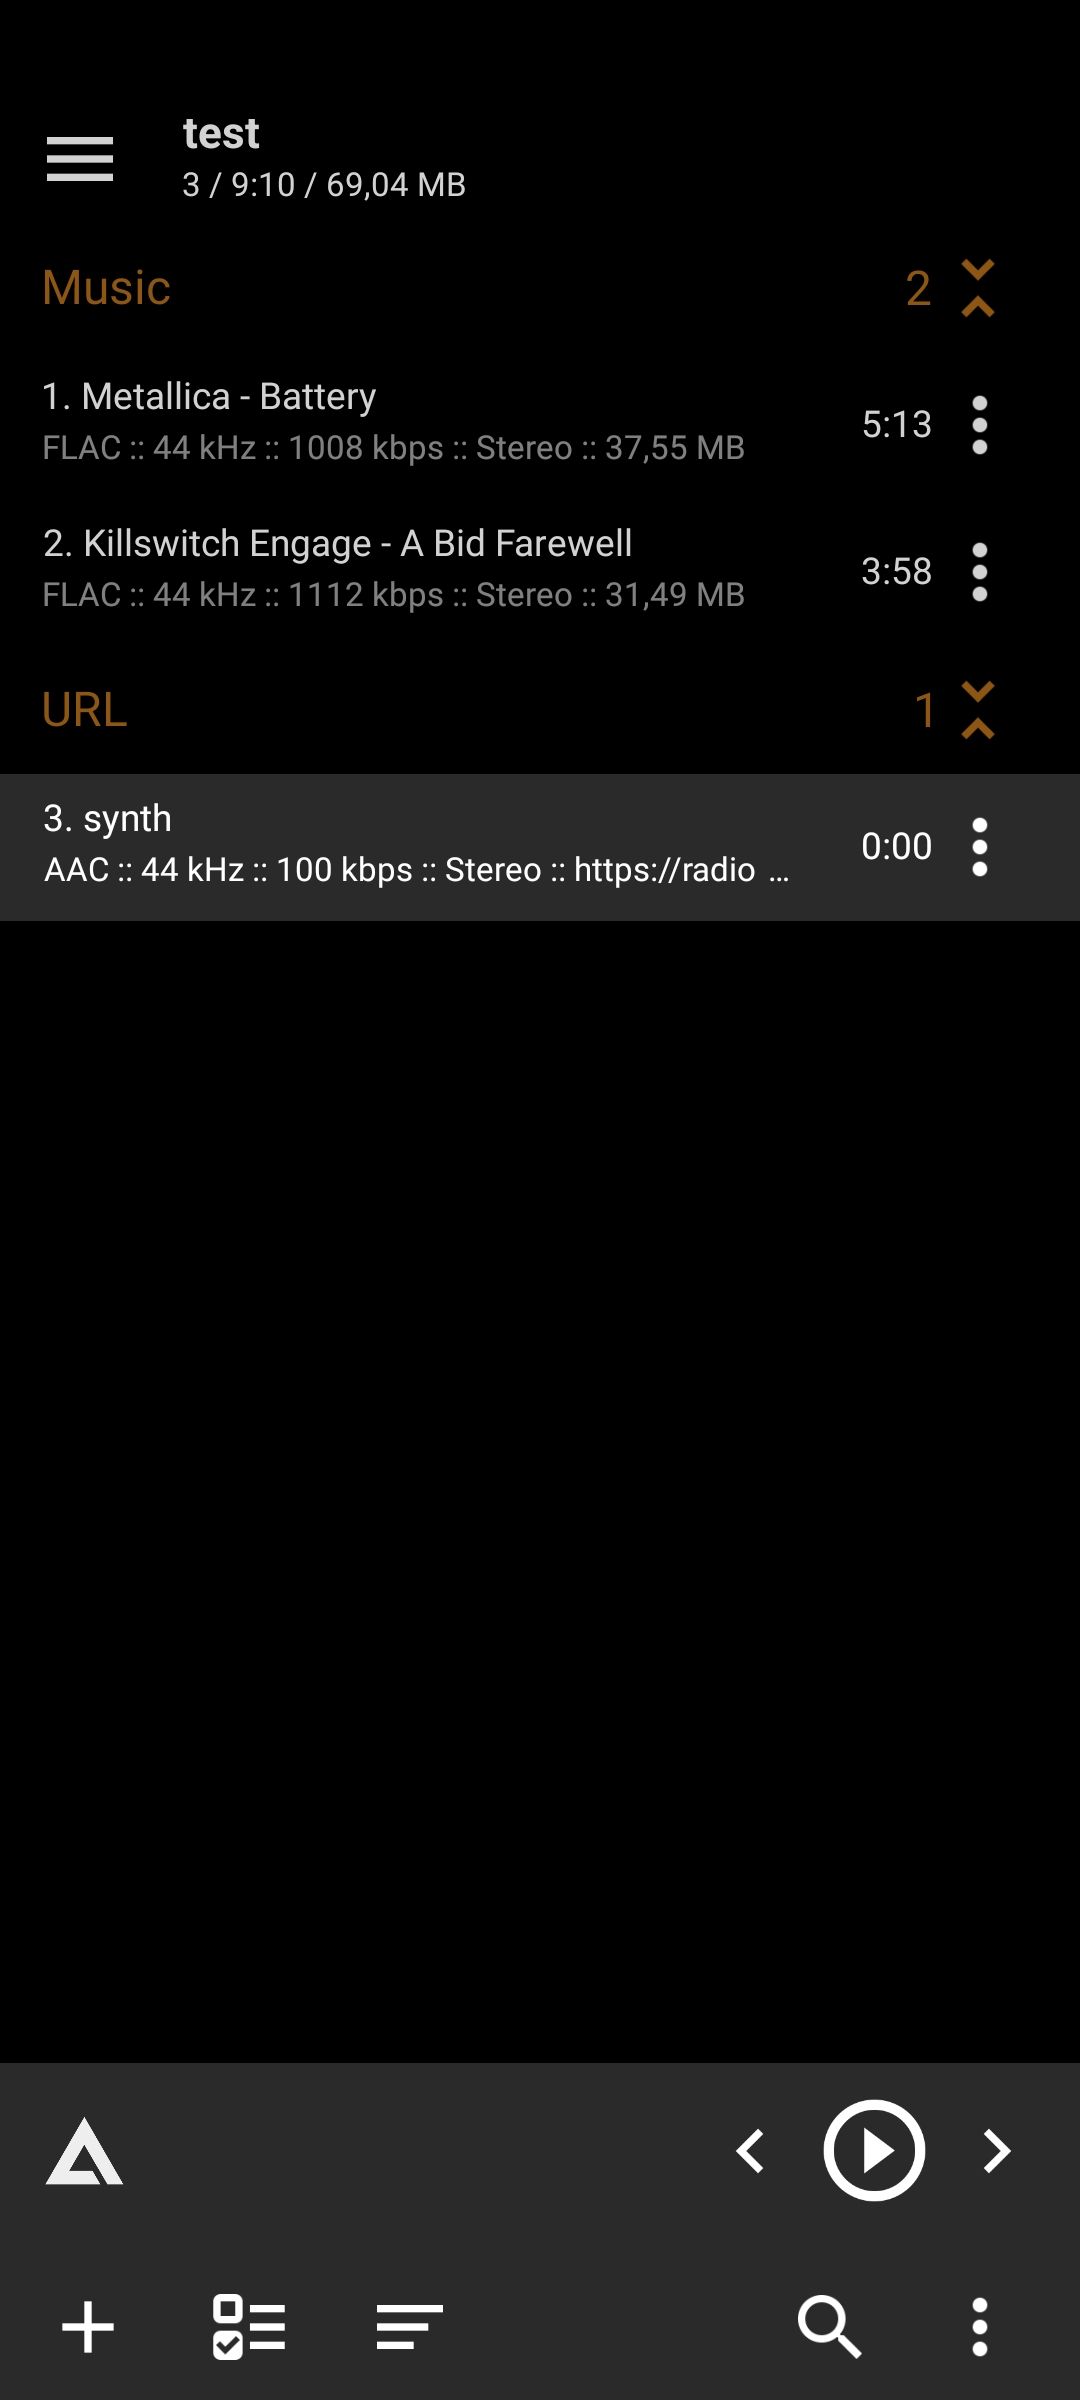 test
3 / 9:10 / 69,04 MB
Music 2
1. Metallica - Battery
5:13
FLAC :: 44 kHz :: 1008 kbps :: Stereo :: 37,55 MB
2. Killswitch Engage - A Bid Farewell
3:58
FLAC :: 44 kHz :: 1112 kbps :: Stereo :: 31,49 MB
URL 1
3. synth
0:00
AAC :: 44 kHz :: 100 kbps :: Stereo :: https://radio ...